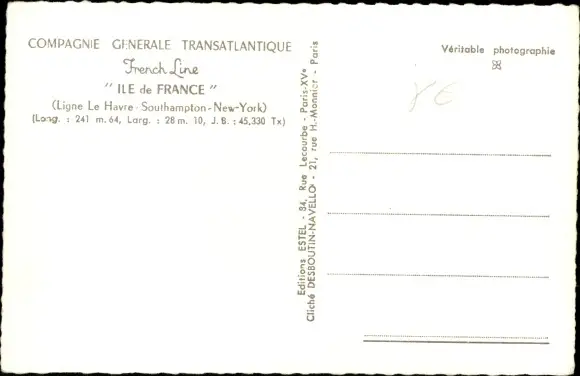 COMPAGNIE GENERALE TRANSATLANTIQUE
French Line
" ILE de FRANCE "
(Ligne Le Havre - Southampton - New-York)
(Long. : 241 m. 64, Larg. : 28 m. 10, J. B. : 45,330 Tx)
Editions ESTEL - 84, Rue Lecourbe - Paris-XVe
Cliché DESBOUTIN-NAVELLO - 21, rue H.-Monnier - Paris
Véritable photographie
8€